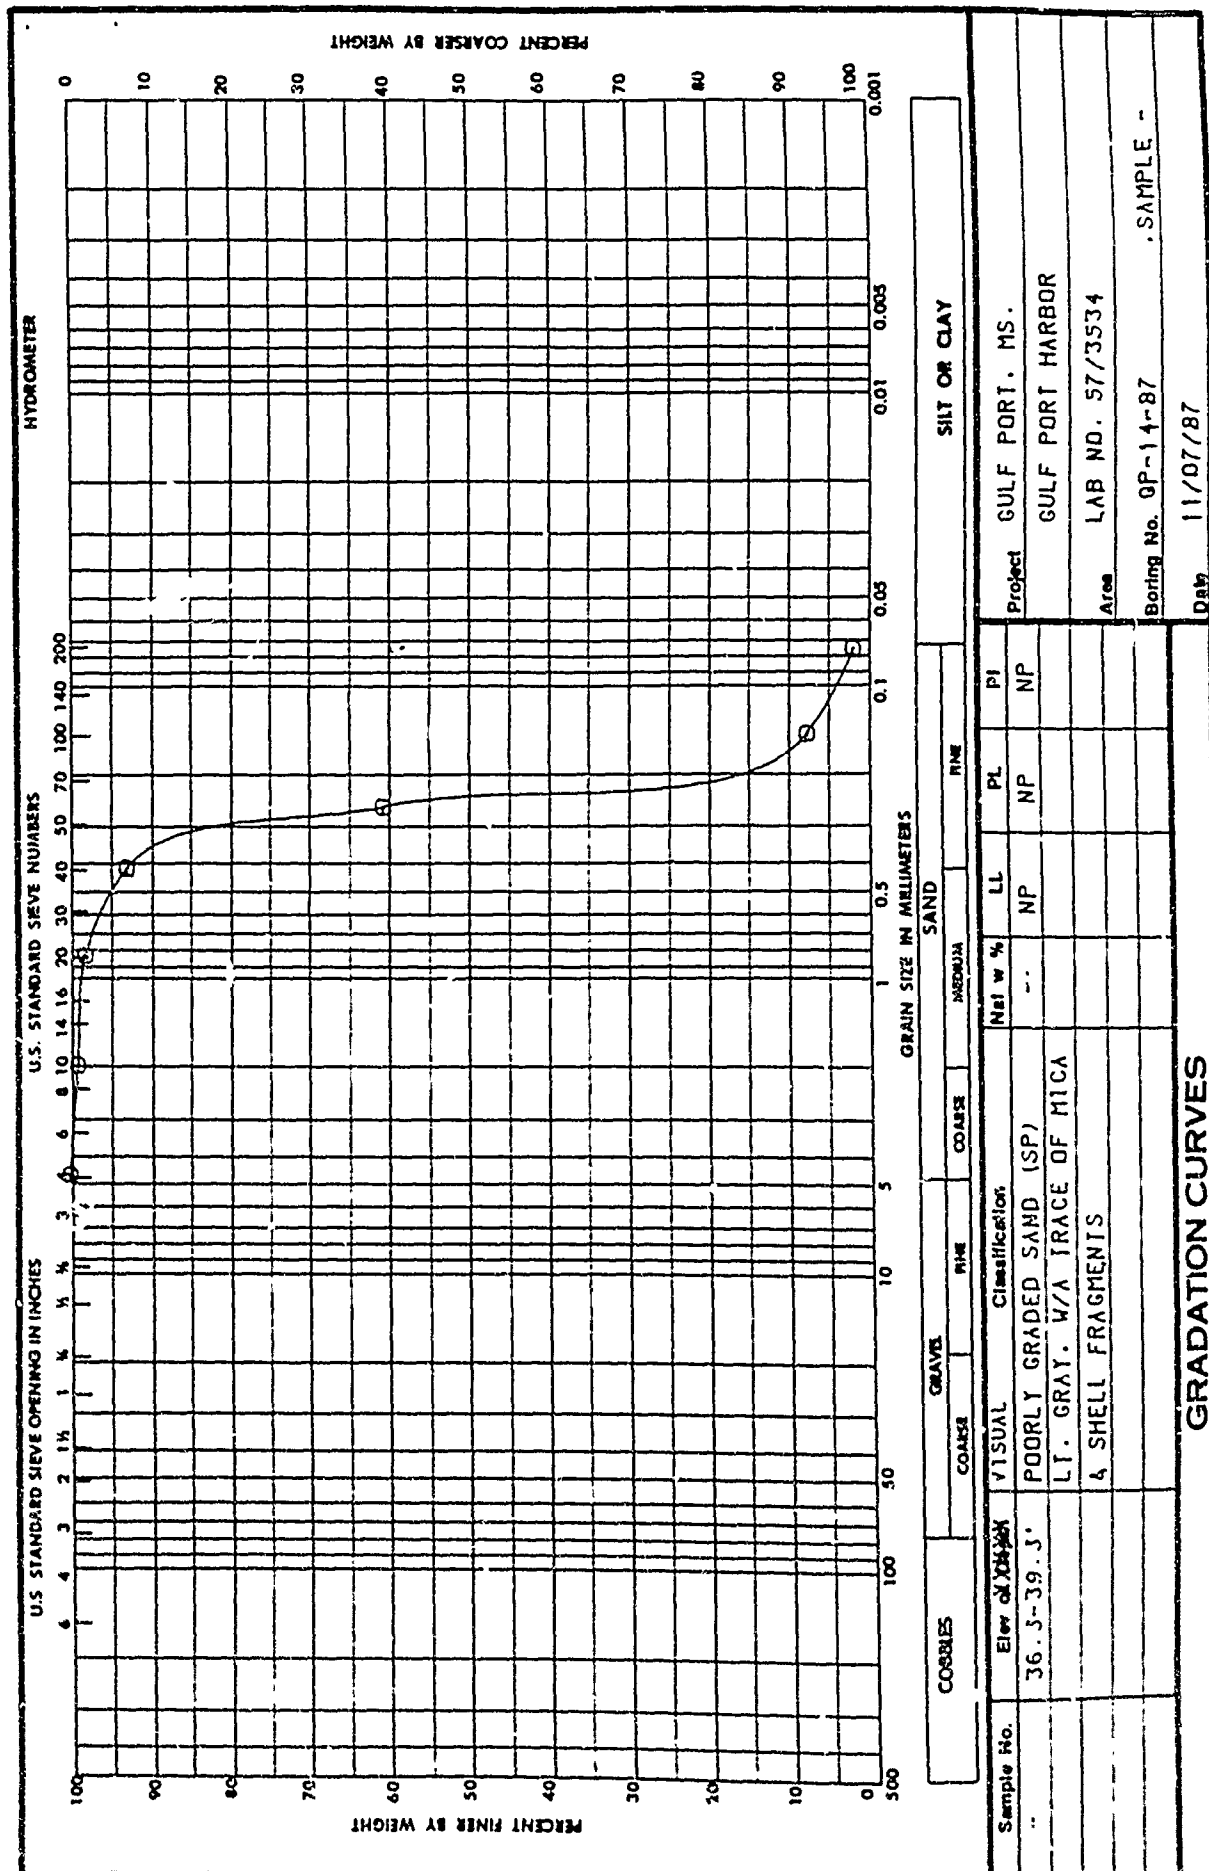 U.S. STANDARD SIEVE OPENING IN INCHES
U.S. STANDARD SIEVE NUMBERS
HYDROMETER
6 4 3 2 1½ 1 ¾ ½ ⅜ 3 4 6 8 10 14 16 20 30 40 50 70 100 140 200
PERCENT FINER BY WEIGHT
100 90 80 70 60 50 40 30 20 10 0
PERCENT COARSER BY WEIGHT
0 10 20 30 40 50 60 70 80 90 100
500 100 50 10 5 1 0.5 0.1 0.05 0.01 0.005 0.001
GRAIN SIZE IN MILLIMETERS
COBBLES
GRAVEL
SAND
SILT OR CLAY
COARSE
FINE
COARSE
MEDIUM
FINE
Sample No.
Elev
VISUAL Classification
Nat w %
LL
PL
PI
--
POORLY GRADED SAND (SP)
--
NP
NP
NP
LT. GRAY. W/A TRACE OF MICA
& SHELL FRAGMENTS
Project GULF PORT. MS.
GULF PORT HARBOR
Area LAB NO. 57/3534
Boring No. GP-14-87 .SAMPLE -
Date 11/07/87
GRADATION CURVES